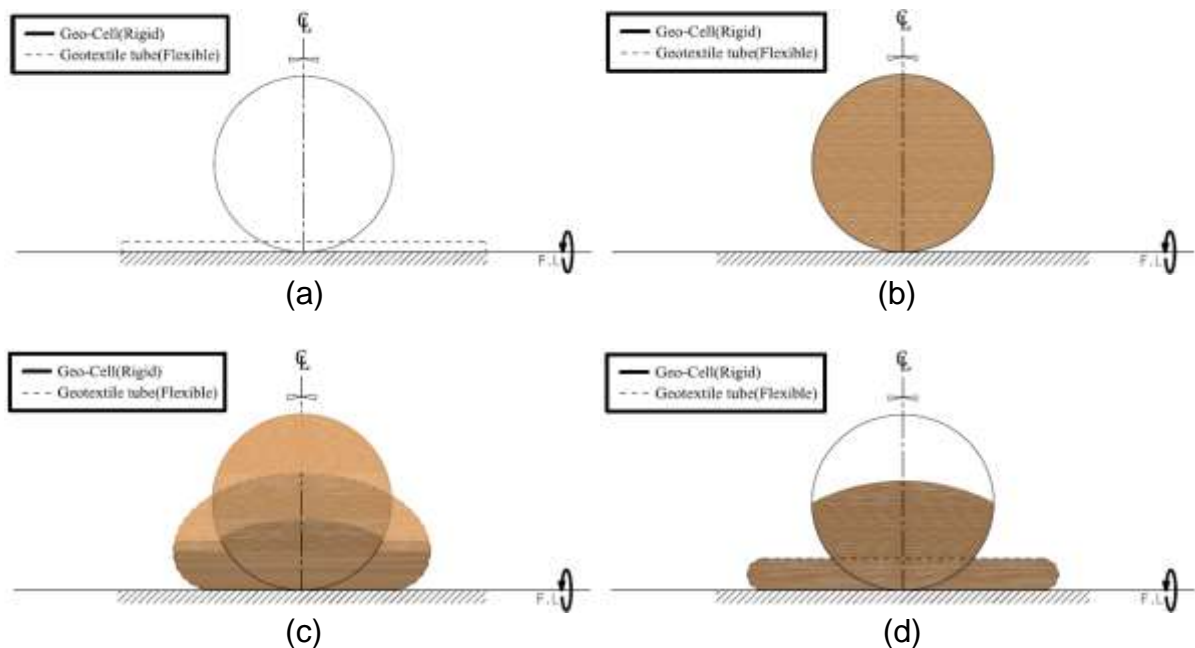 ℄
Geo-Cell(Rigid)
Geotextile tube(Flexible)
F.L
(a)
℄
Geo-Cell(Rigid)
Geotextile tube(Flexible)
F.L
(b)
℄
Geo-Cell(Rigid)
Geotextile tube(Flexible)
F.L
(c)
℄
Geo-Cell(Rigid)
Geotextile tube(Flexible)
F.L
(d)